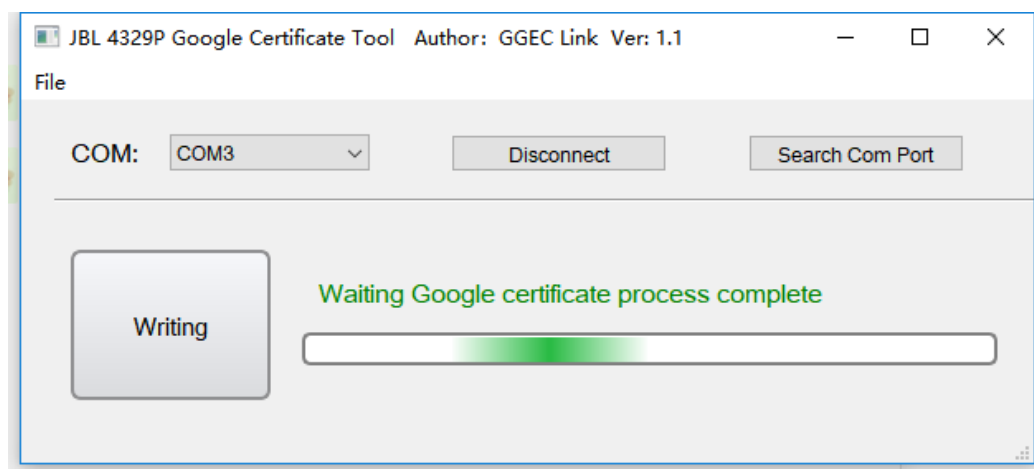 JBL 4329P Google Certificate Tool Author: GGEC Link Ver: 1.1
File
COM: COM3 Disconnect Search Com Port
Waiting Google certificate process complete
Writing